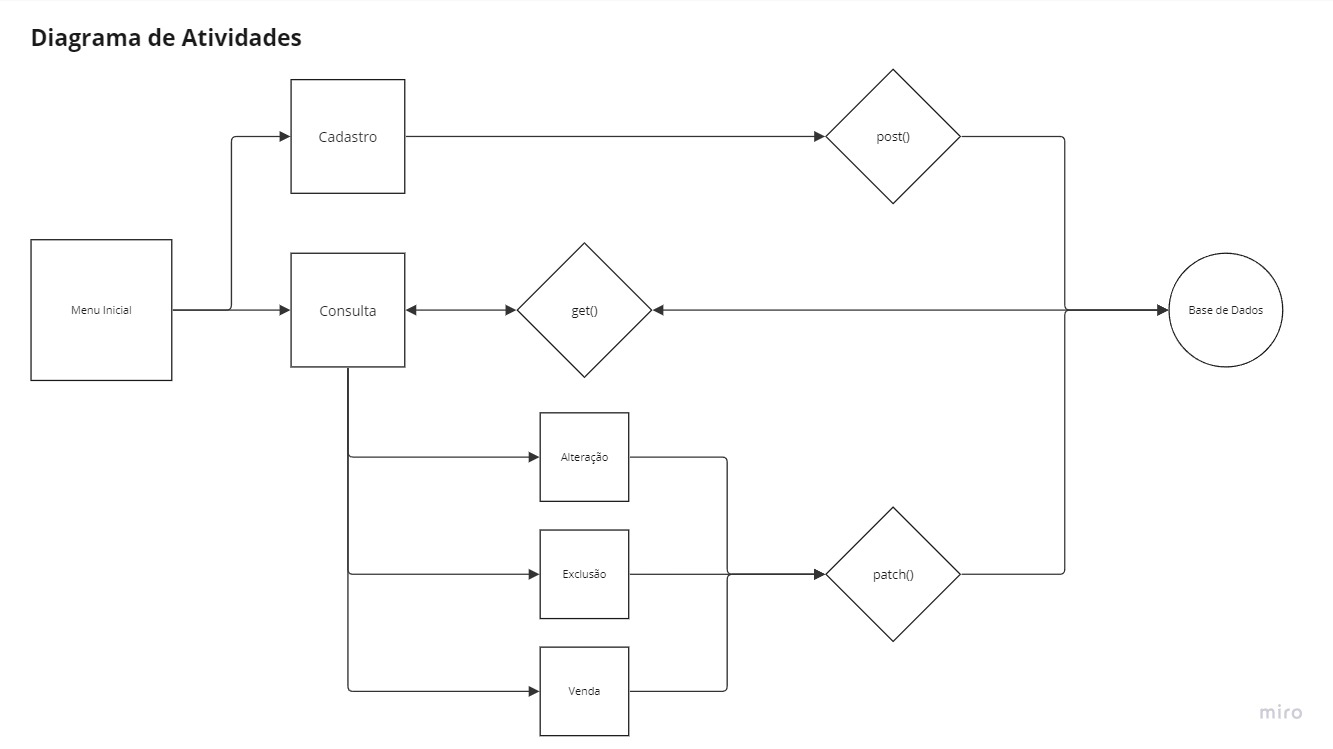 Diagrama de Atividades
Cadastro
post()
Menu Inicial
Consulta
get()
Base de Dados
Alteração
Exclusão
patch()
Venda
miro